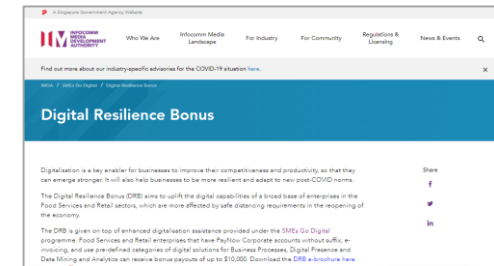 A Singapore Government Agency Website
INFOCOMM
MEDIA
DEVELOPMENT
AUTHORITY
Who We Are
Infocomm Media
Landscape
For Industry
For Community
Regulations &
Licensing
News & Events
Find out more about our industry-specific advisories for the COVID-19 situation here.
IMDA / SMEs Go Digital / Digital Resilience Bonus
Digital Resilience Bonus
Digitalisation is a key enabler for businesses to improve their competitiveness and productivity, so that they
can emerge stronger. It will also help businesses to be more resilient and adapt to new post-COVID norms.
Share
The Digital Resilience Bonus (DRB) aims to uplift the digital capabilities of a broad base of enterprises in the
Food Services and Retail sectors, which are more affected by safe distancing requirements in the reopening of
the economy.
The DRB is given on top of enhanced digitalisation assistance provided under the SMEs Go Digital
programme. Food Services and Retail enterprises that have PayNow Corporate accounts without suffix, e-
invoicing, and use pre-defined categories of digital solutions for Business Processes, Digital Presence and
Data Mining and Analytics can receive bonus payouts of up to $10,000. Download the DRB e-brochure here